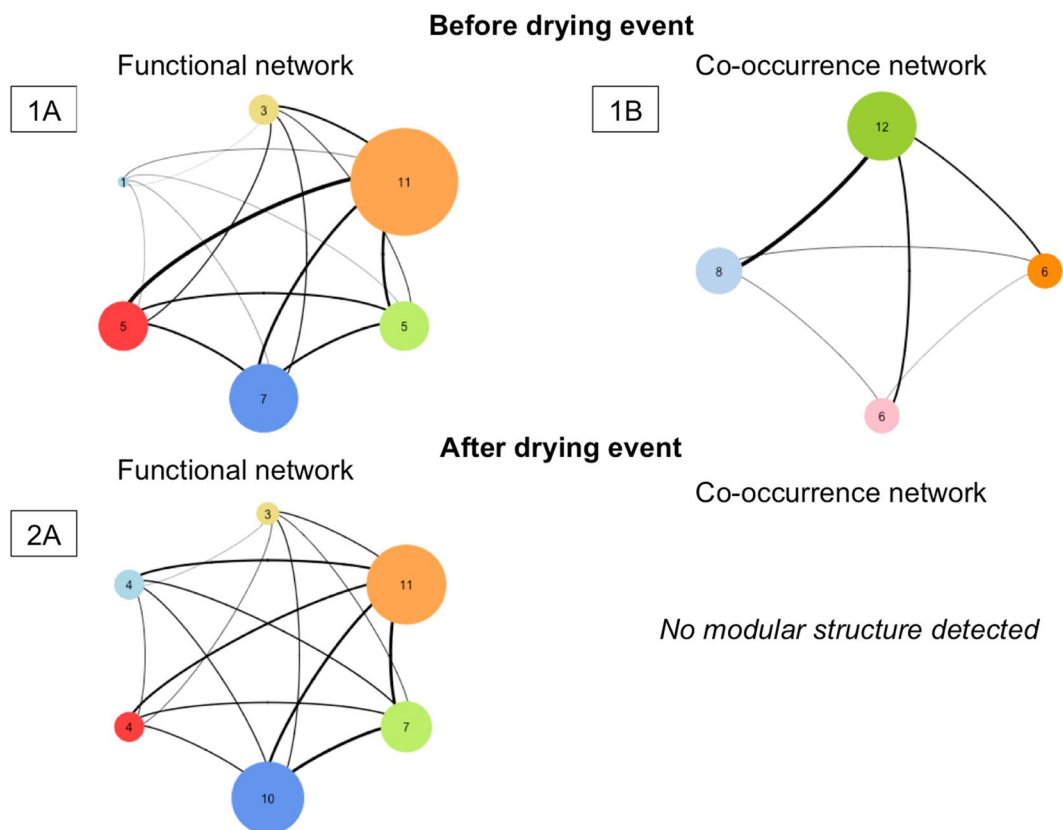 Before drying event
Functional network
Co-occurrence network
1A
1B
3
12
1
11
8
6
5
5
7
6
After drying event
Functional network
Co-occurrence network
2A
3
4
11
No modular structure detected
4
7
10